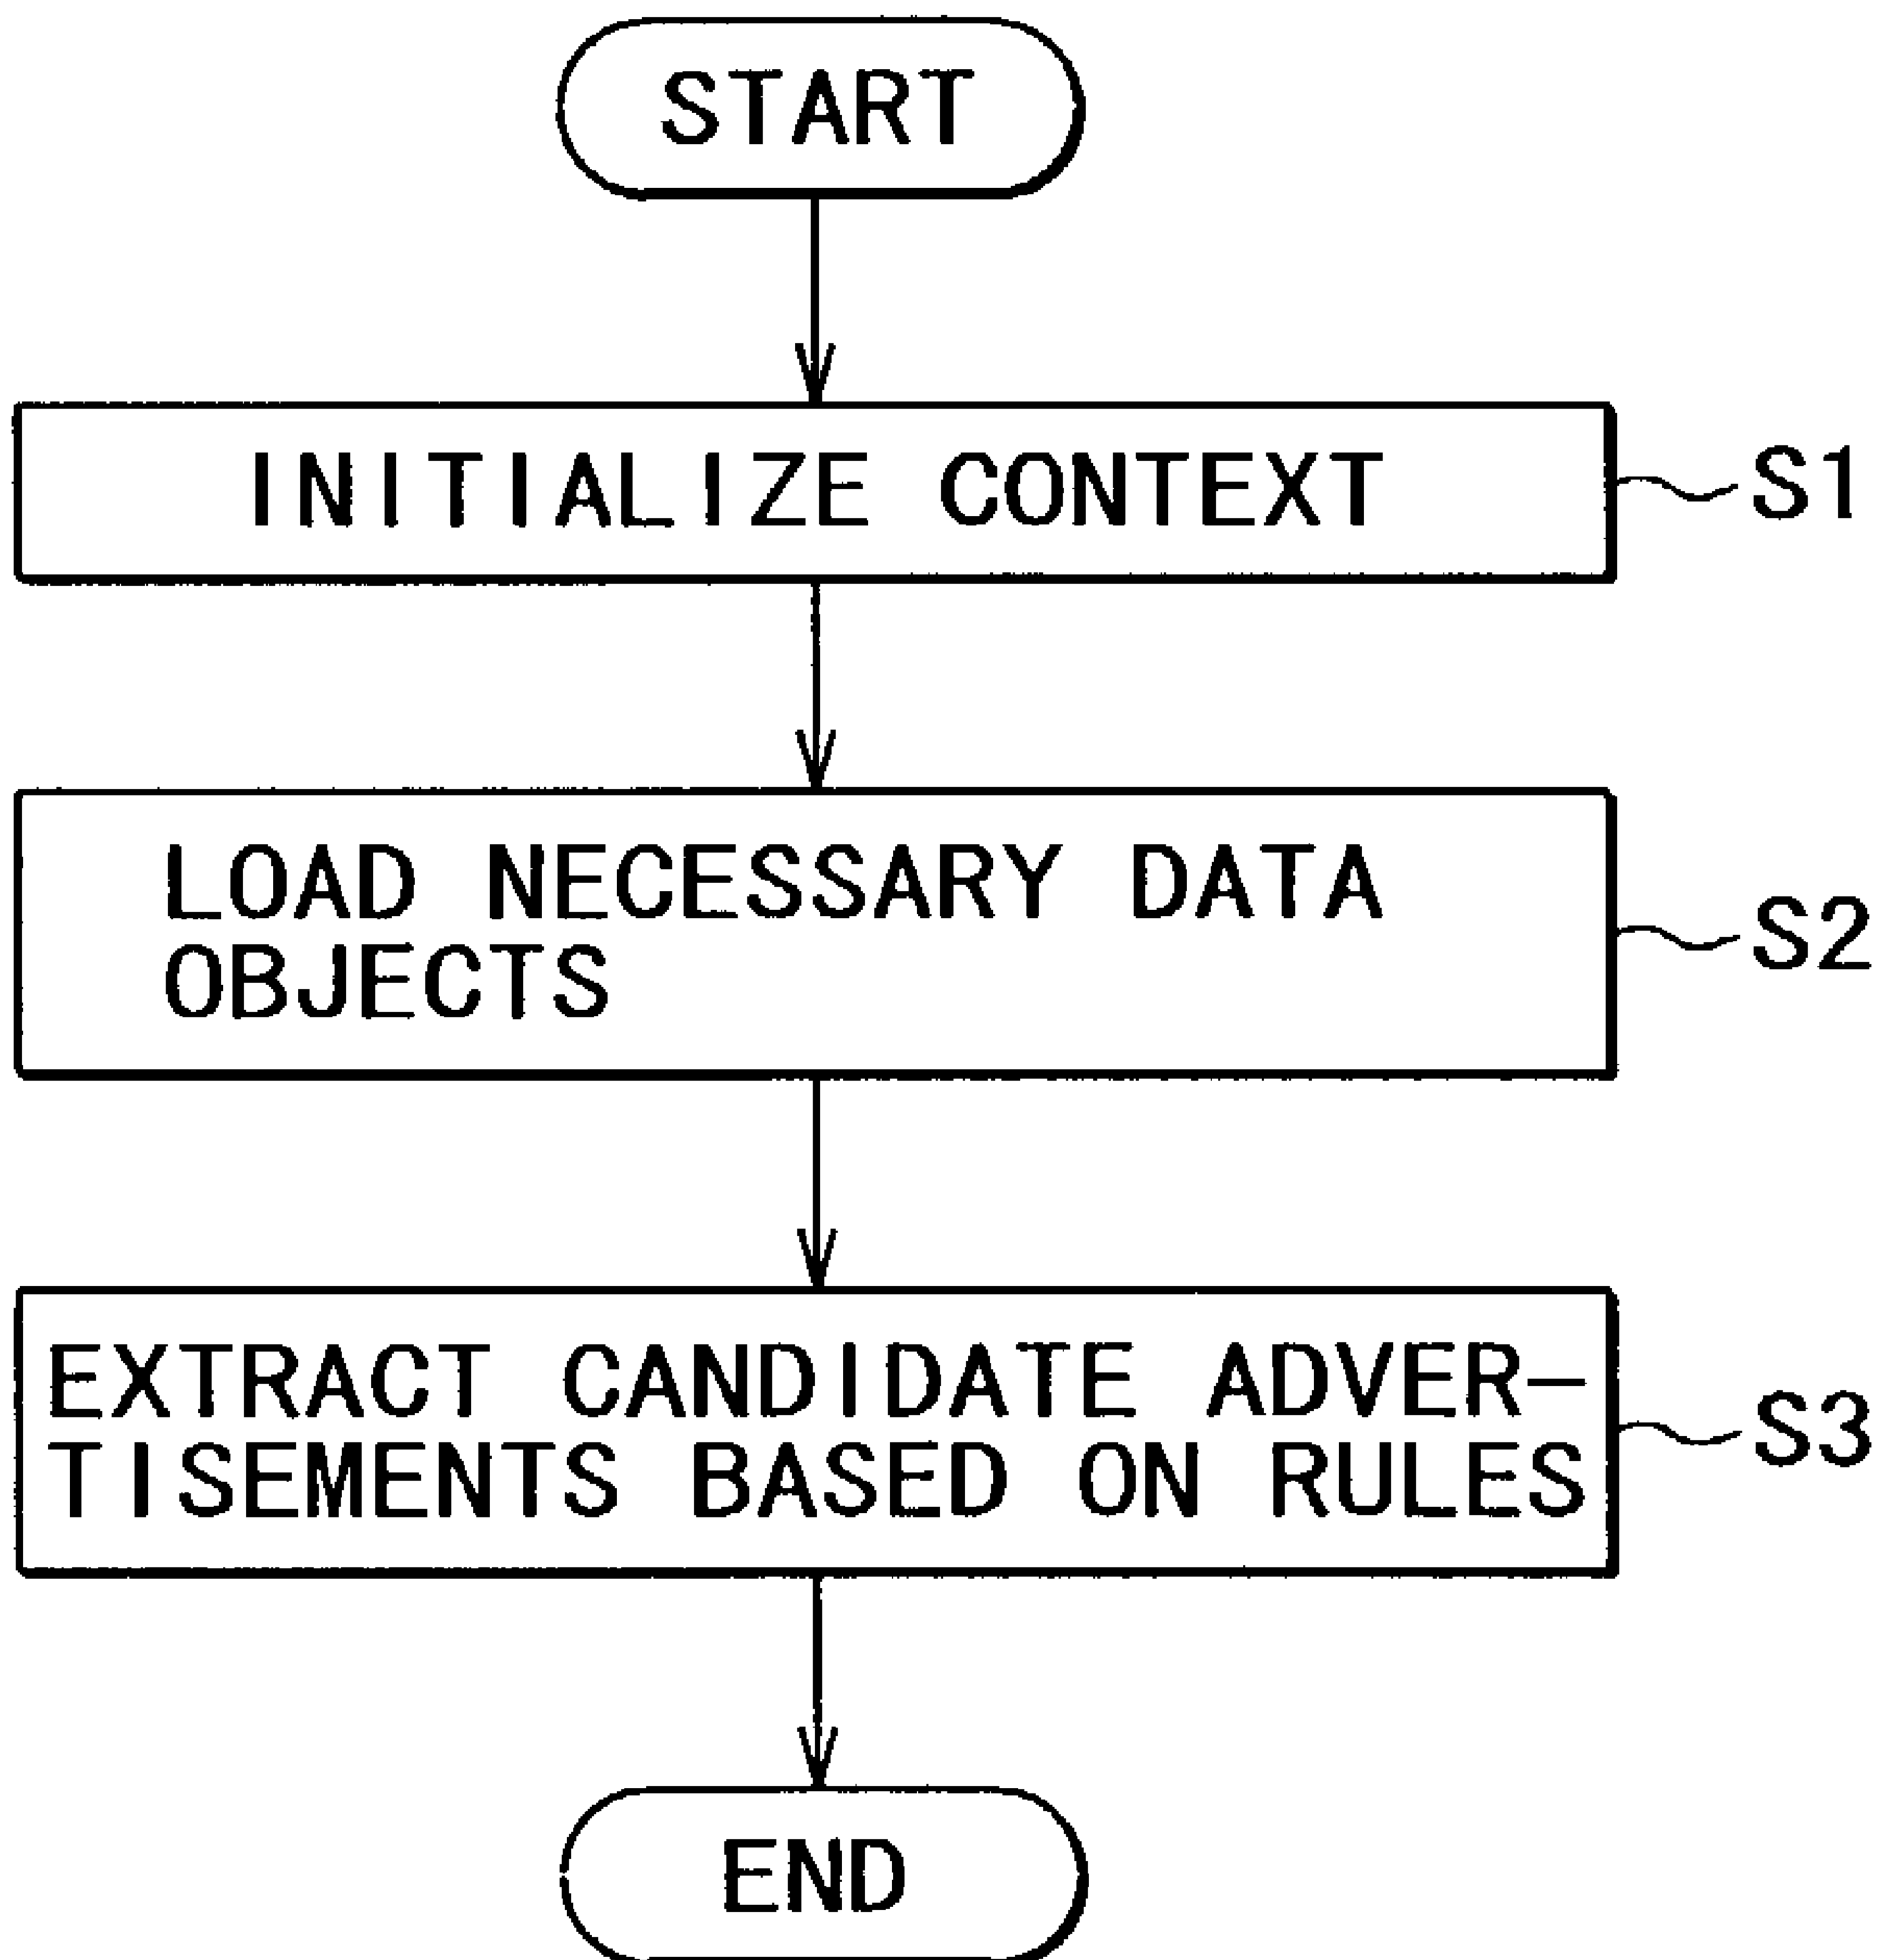 START
INITIALIZE CONTEXT
S1
LOAD NECESSARY DATA
OBJECTS
S2
EXTRACT CANDIDATE ADVER-
TISEMENTS BASED ON RULES
S3
END